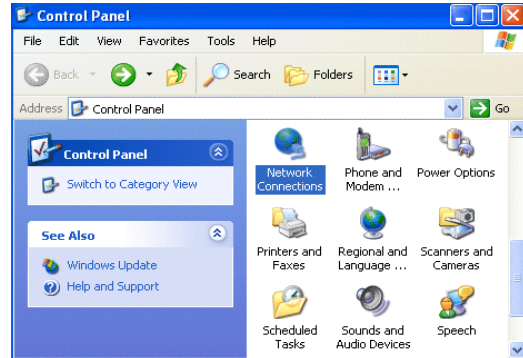 Control Panel
File Edit View Favorites Tools Help
Back Search Folders
Address Control Panel Go
Control Panel
Switch to Category View
See Also
Windows Update
Help and Support
Network Connections
Phone and Modem ...
Power Options
Printers and Faxes
Regional and Language ...
Scanners and Cameras
Scheduled Tasks
Sounds and Audio Devices
Speech